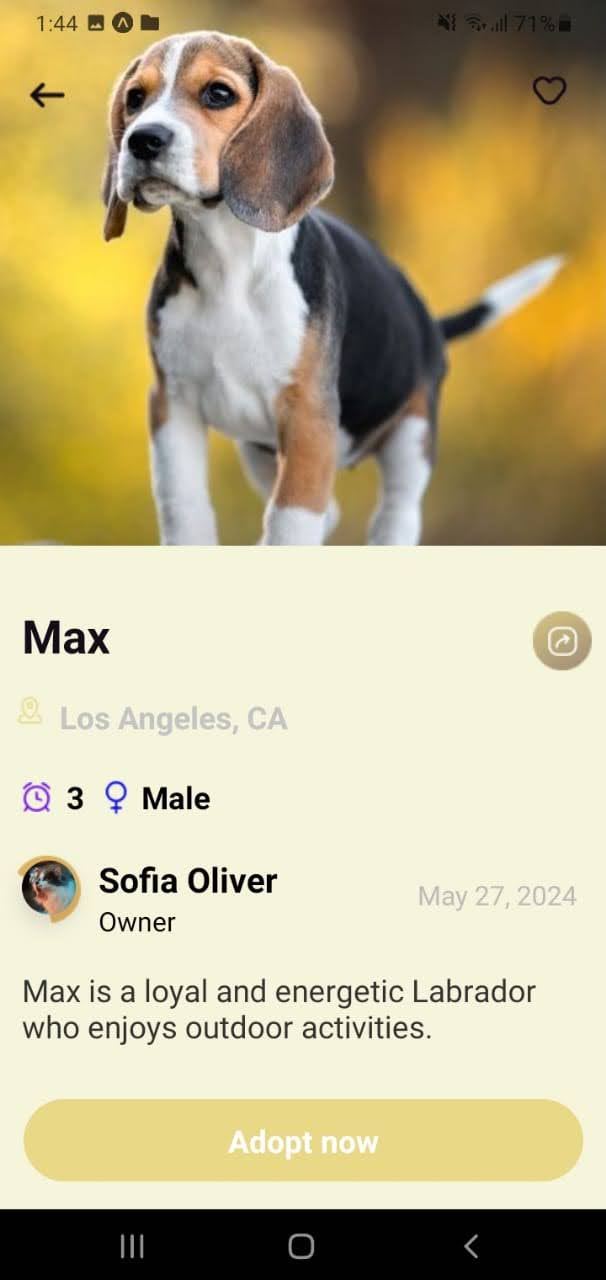 1:44 71%
Max
Los Angeles, CA
3 Male
Sofia Oliver
Owner
May 27, 2024
Max is a loyal and energetic Labrador
who enjoys outdoor activities.
Adopt now